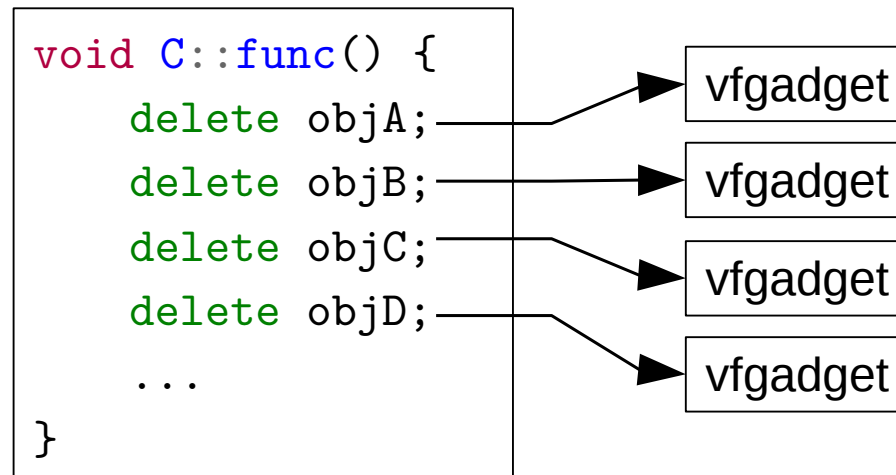 void C::func() {
delete objA;
vfgadget
delete objB;
vfgadget
delete objC;
vfgadget
delete objD;
vfgadget
...
}